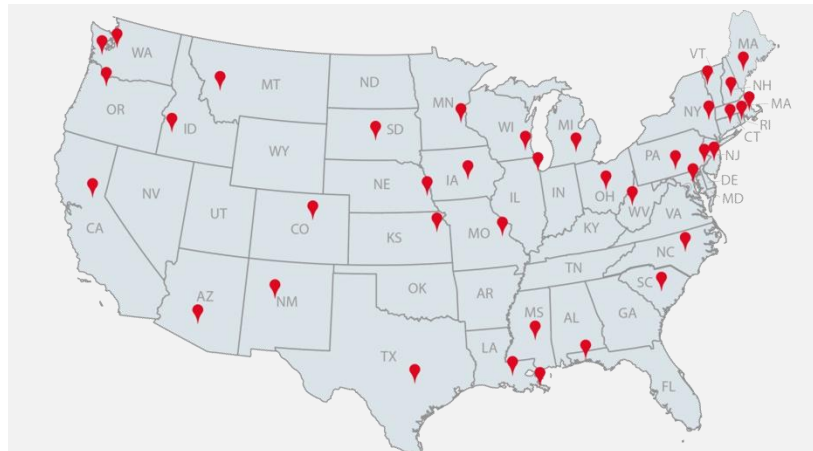 WA
MT
ND
MN
VT
MA
NH
MA
RI
CT
NY
OR
ID
SD
WI
MI
WY
NE
IA
PA
NJ
DE
MD
NV
UT
CO
IL
IN
OH
WV
VA
CA
KS
MO
KY
NC
TN
SC
AZ
NM
OK
AR
MS
AL
GA
TX
LA
FL